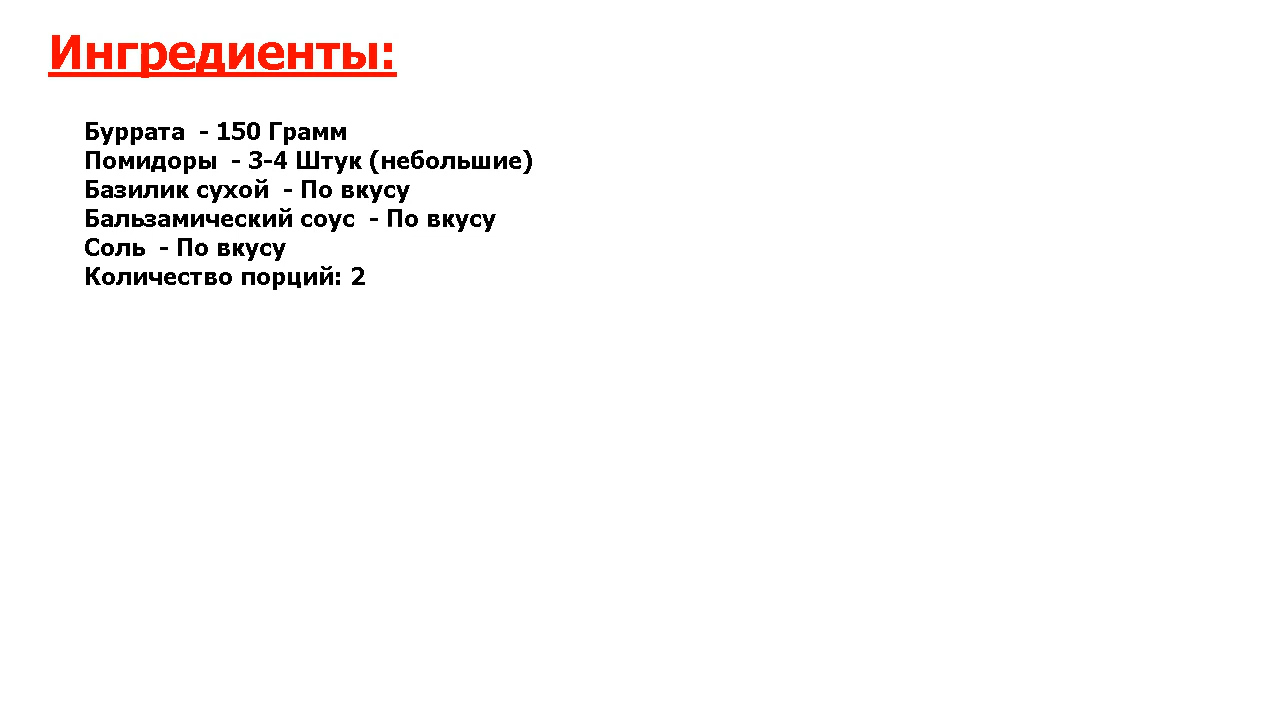 Ингредиенты:
Буррата  - 150 Грамм
Помидоры  - 3-4 Штук (небольшие)
Базилик сухой  - По вкусу
Бальзамический соус  - По вкусу
Соль  - По вкусу
Количество порций: 2